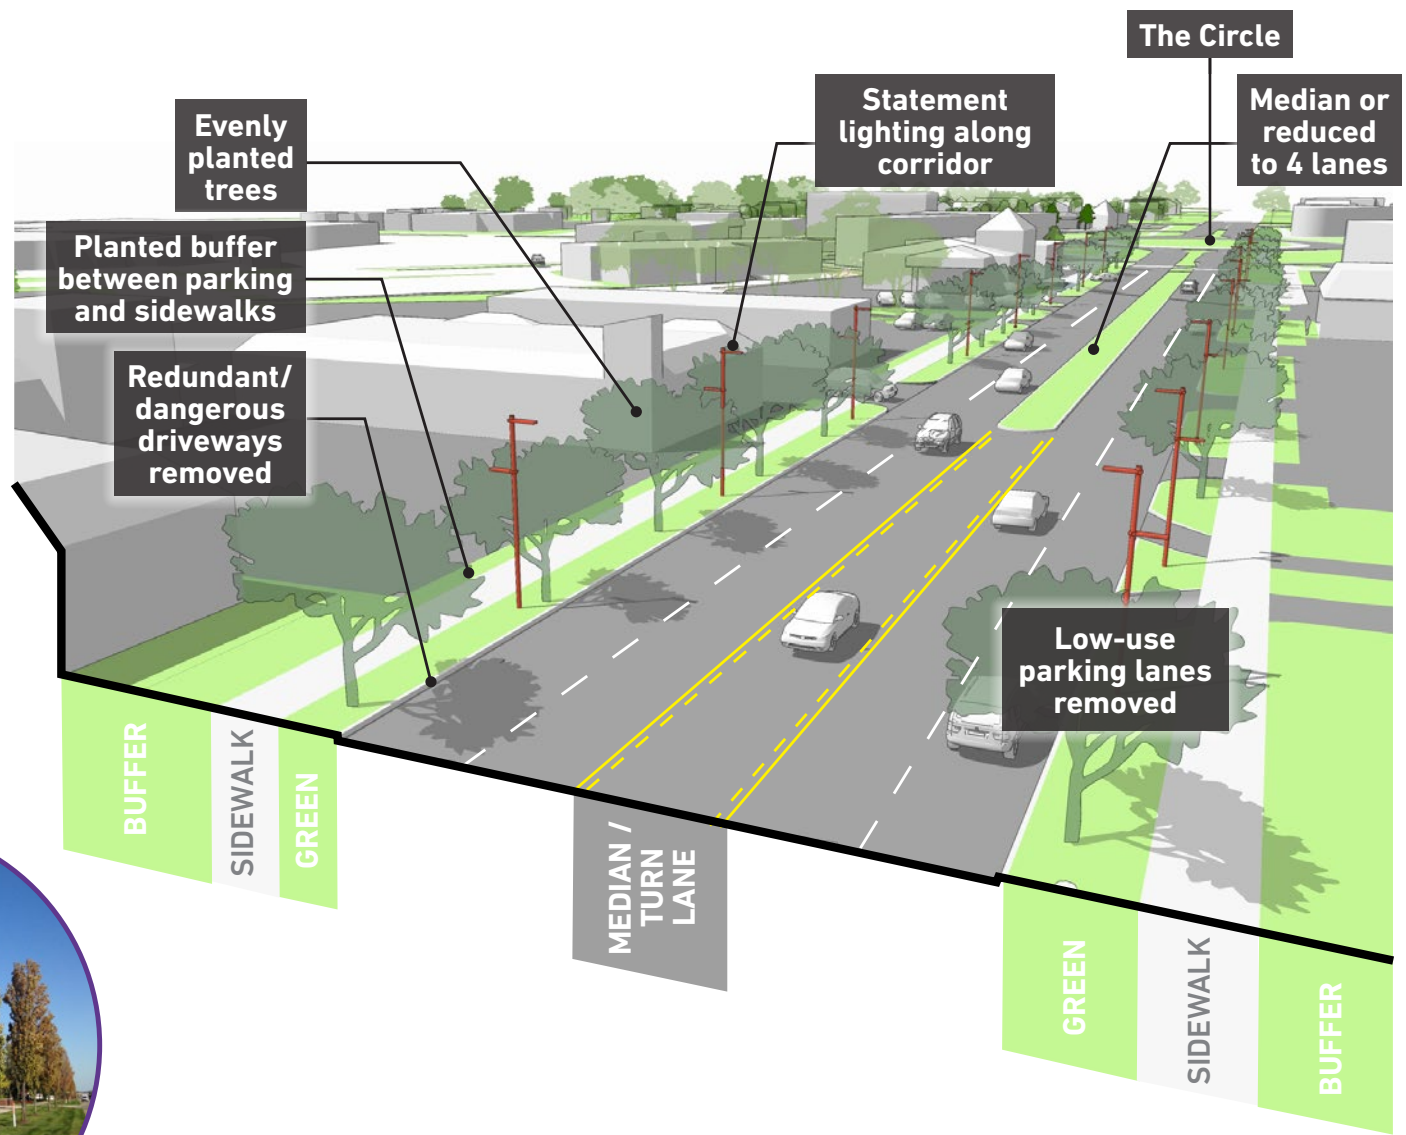 The Circle
Statement
lighting along
corridor
Median or
reduced
to 4 lanes
Evenly
planted
trees
Planted buffer
between parking
and sidewalks
Redundant/
dangerous
driveways
removed
Low-use
parking lanes
removed
BUFFER
SIDEWALK
GREEN
MEDIAN /
TURN
LANE
GREEN
SIDEWALK
BUFFER